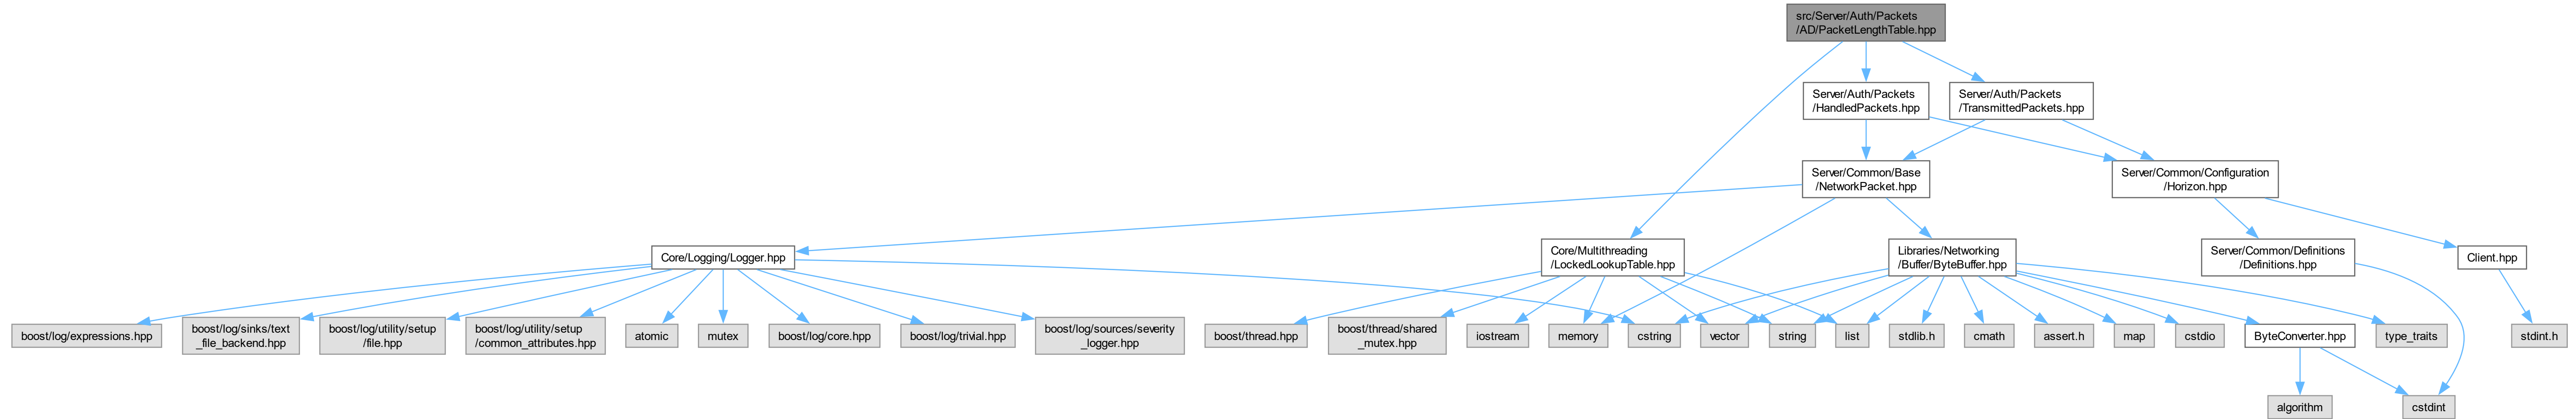 src/Server/Auth/Packets
/AD/PacketLengthTable.hpp
Server/Auth/Packets
/HandledPackets.hpp
Server/Auth/Packets
/TransmittedPackets.hpp
Server/Common/Base
/NetworkPacket.hpp
Server/Common/Configuration
/Horizon.hpp
Core/Logging/Logger.hpp
Core/Multithreading
/LockedLookupTable.hpp
Libraries/Networking
/Buffer/ByteBuffer.hpp
Server/Common/Definitions
/Definitions.hpp
Client.hpp
boost/log/expressions.hpp
boost/log/sinks/text
_file_backend.hpp
boost/log/utility/setup
/file.hpp
boost/log/utility/setup
/common_attributes.hpp
atomic
mutex
boost/log/core.hpp
boost/log/trivial.hpp
boost/log/sources/severity
_logger.hpp
boost/thread.hpp
boost/thread/shared
_mutex.hpp
iostream
memory
cstring
vector
string
list
stdlib.h
cmath
assert.h
map
cstdio
ByteConverter.hpp
type_traits
stdint.h
algorithm
cstdint